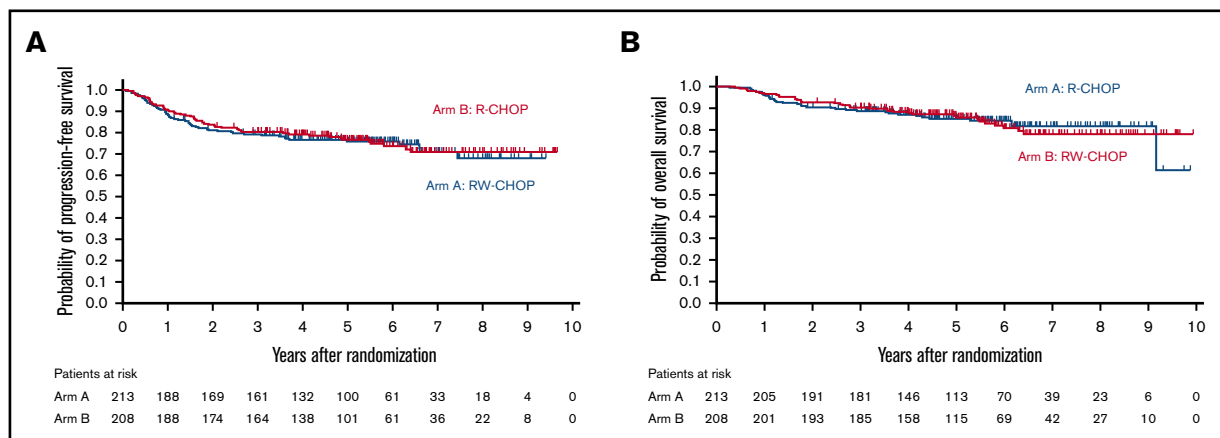 A
Probability of progression-free survival
1.0
0.9
0.8
0.7
0.6
0.5
0.4
0.3
0.2
0.1
0.0
Arm B: R-CHOP
Arm A: RW-CHOP
0 1 2 3 4 5 6 7 8 9 10
Years after randomization
Patients at risk
Arm A 213 188 169 161 132 100 61 33 18 4 0
Arm B 208 188 174 164 138 101 61 36 22 8 0
B
Probability of overall survival
1.0
0.9
0.8
0.7
0.6
0.5
0.4
0.3
0.2
0.1
0.0
Arm A: R-CHOP
Arm B: RW-CHOP
0 1 2 3 4 5 6 7 8 9 10
Years after randomization
Patients at risk
Arm A 213 205 191 181 146 113 70 39 23 6 0
Arm B 208 201 193 185 158 115 69 42 27 10 0